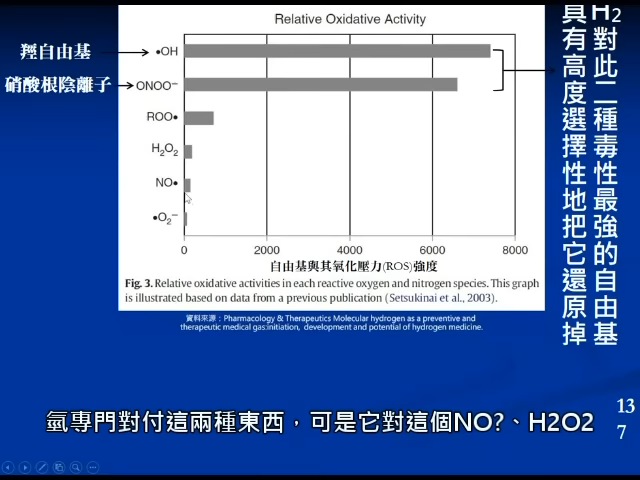 Relative Oxidative Activity
羥自由基
•OH
硝酸根陰離子
ONOO−
ROO•
H2O2
NO•
•O2−
0
2000
4000
6000
8000
自由基與其氧化壓力(ROS)強度
Fig. 3. Relative oxidative activities in each reactive oxygen and nitrogen species. This graph
is illustrated based on data from a previous publication (Setsukinai et al., 2003).
資料來源：Pharmacology & Therapeutics Molecular hydrogen as a preventive and
therapeutic medical gas:initiation, development and potential of hydrogen medicine.
H2對此二種毒性最強的自由基
具有高度選擇性地把它還原掉
氫專門對付這兩種東西，可是它對這個NO?、H2O2
13
7